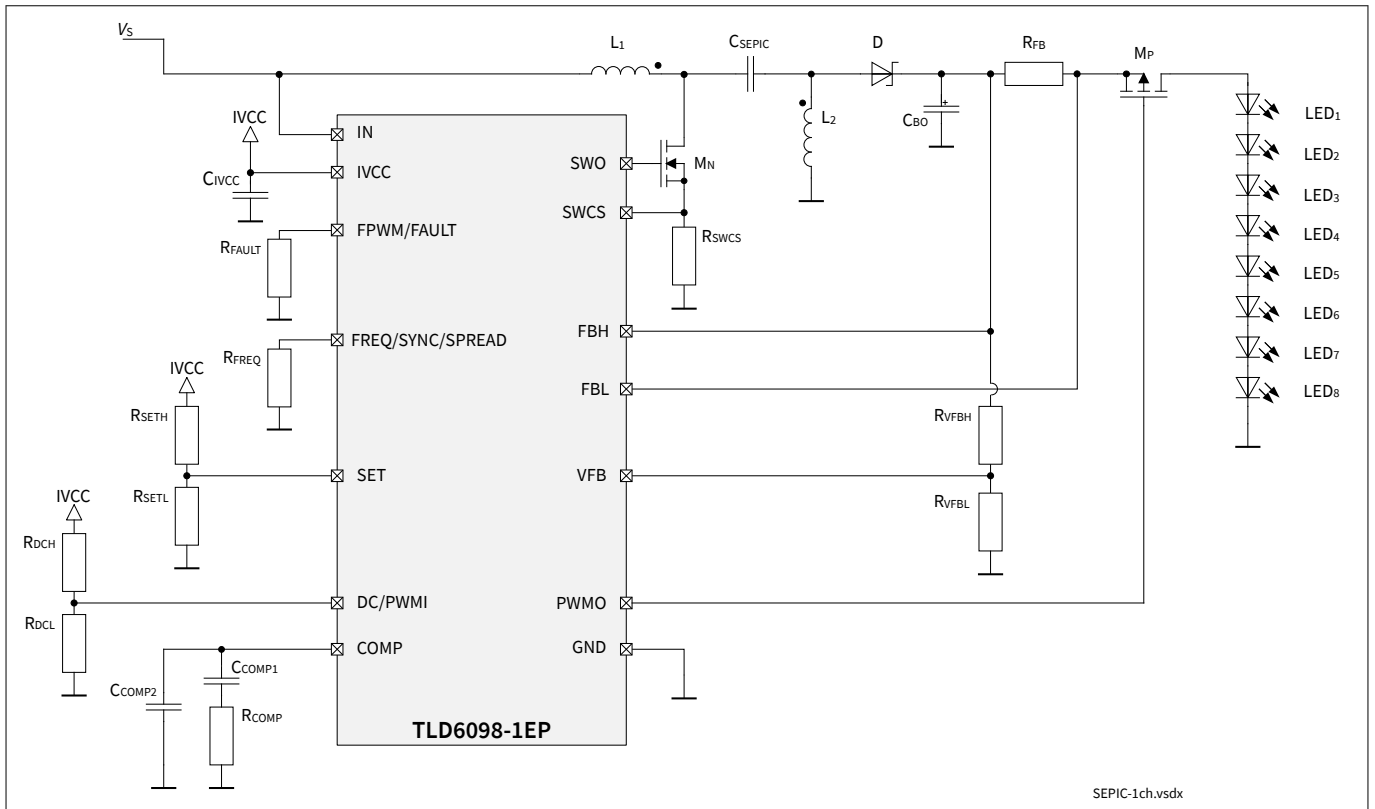 VS
L1
CSEPIC
D
RFB
MP
IVCC
IN
L2
CBO
LED1
LED2
LED3
LED4
LED5
LED6
LED7
LED8
SWO
MN
CIVCC
IVCC
SWCS
RSWCS
FPWM/FAULT
RFAULT
FBH
FREQ/SYNC/SPREAD
RFREQ
IVCC
FBL
RSETH
RVFBH
SET
VFB
RSETL
RVFBL
IVCC
RDCH
DC/PWMI
PWMO
RDCL
COMP
GND
CCOMP1
CCOMP2
RCOMP
TLD6098-1EP
SEPIC-1ch.vsdx